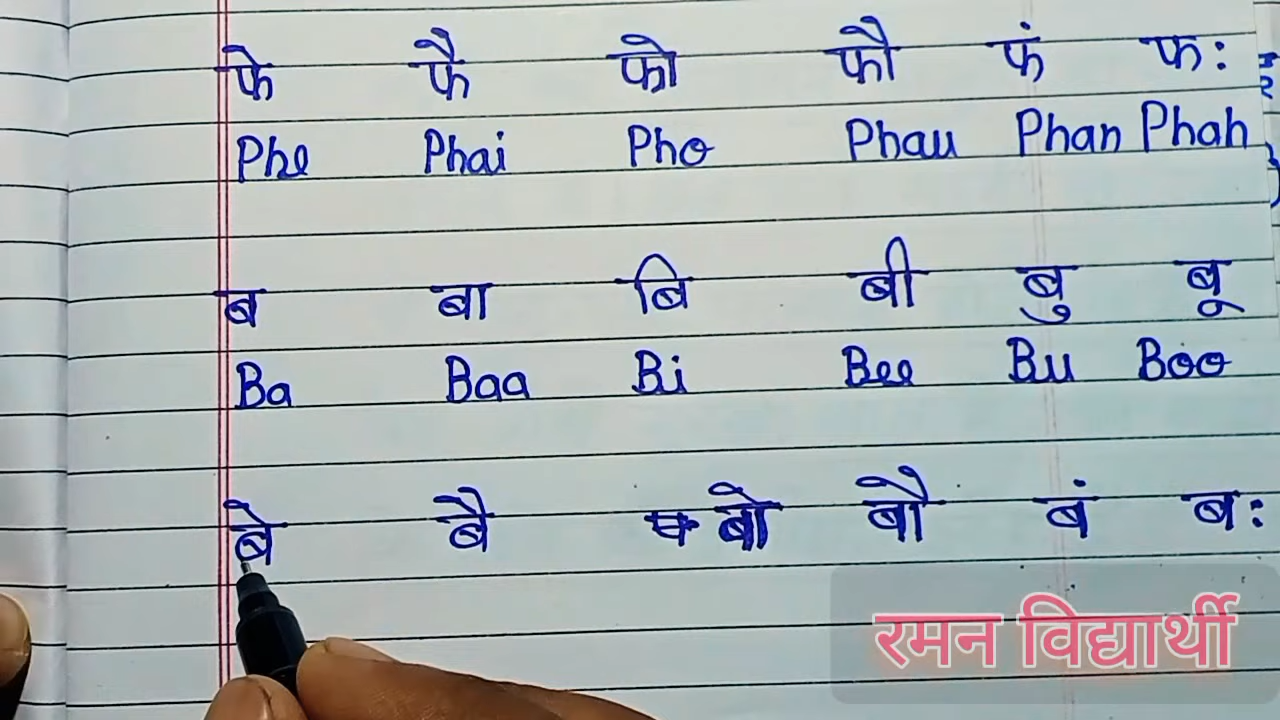 फे फै फो फौ फं फः
Phe Phai Pho Phau Phan Phah
ब बा बि बी बु बू
Ba Baa Bi Bee Bu Boo
बे बै बो बौ बं बः
रमन विद्यार्थी